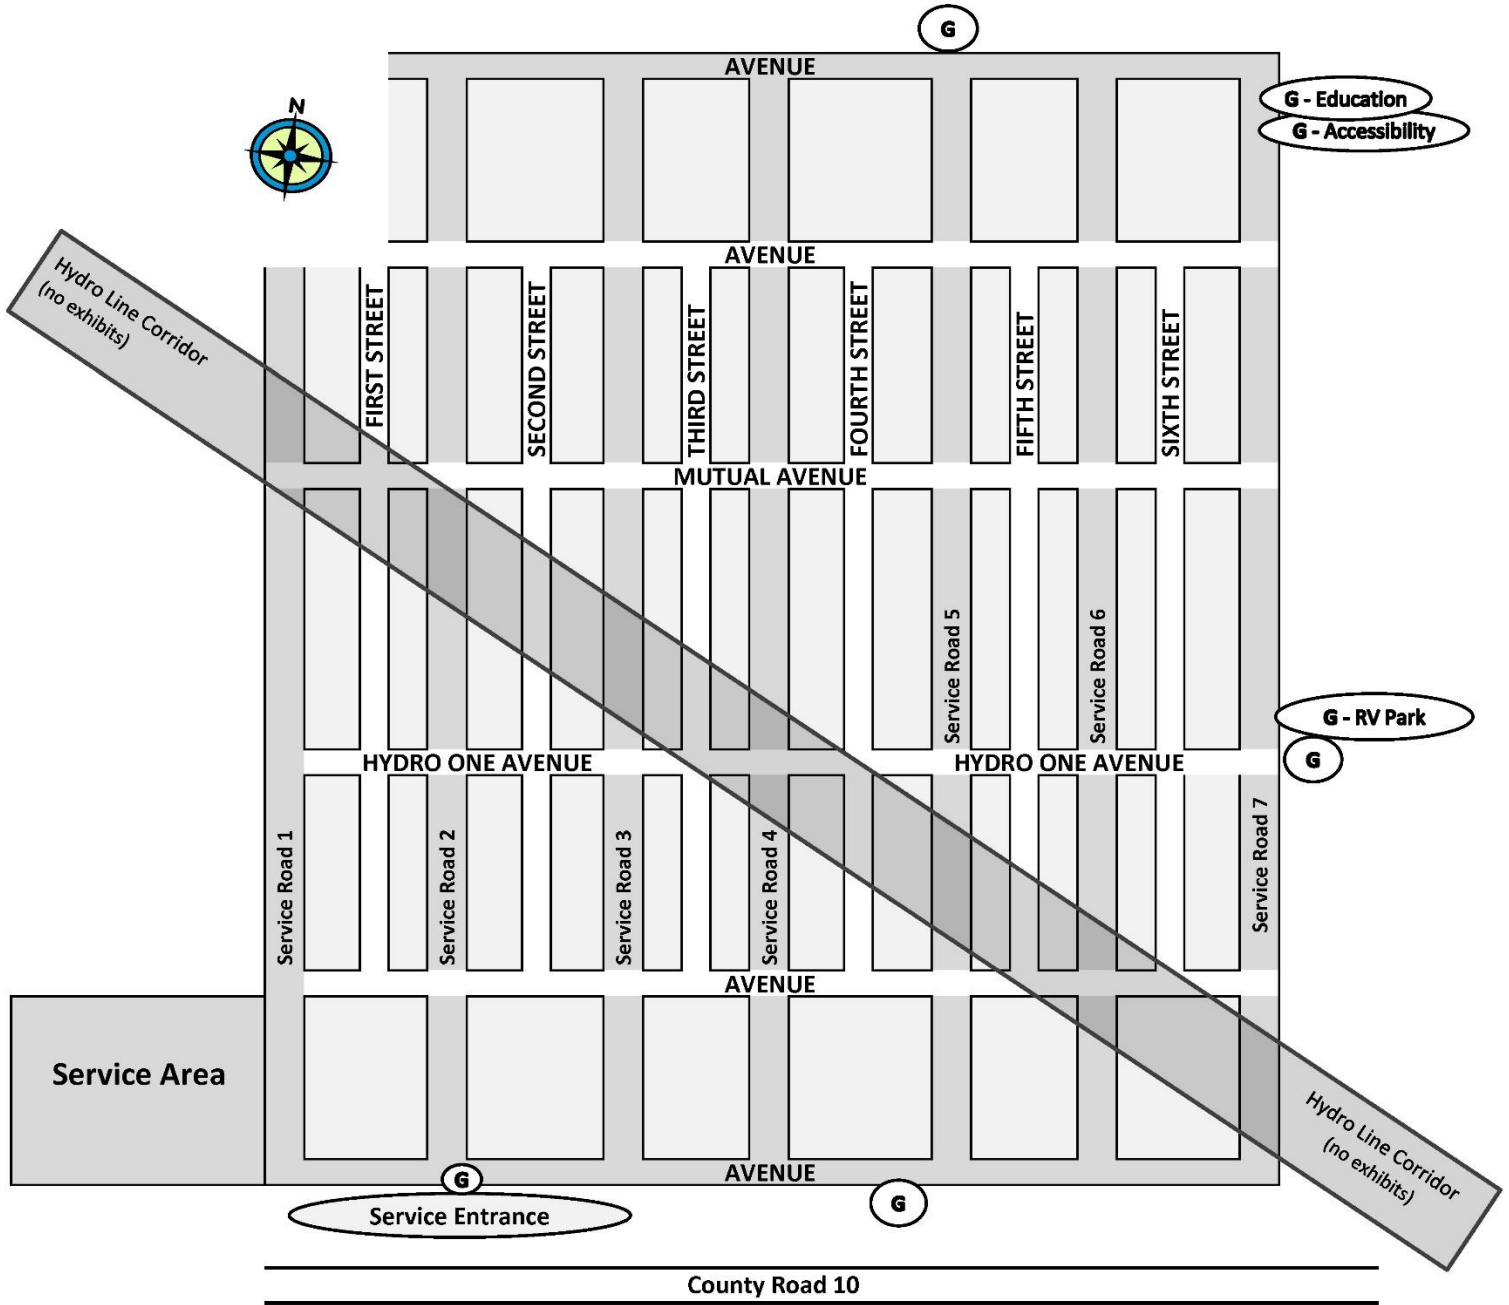 G
AVENUE
G - Education
G - Accessibility
N
AVENUE
Hydro Line Corridor
(no exhibits)
FIRST STREET
SECOND STREET
THIRD STREET
FOURTH STREET
FIFTH STREET
SIXTH STREET
MUTUAL AVENUE
Service Road 5
Service Road 6
G - RV Park
G
HYDRO ONE AVENUE
HYDRO ONE AVENUE
Service Road 1
Service Road 2
Service Road 3
Service Road 4
Service Road 7
AVENUE
Service Area
Hydro Line Corridor
(no exhibits)
AVENUE
G
Service Entrance
G
County Road 10